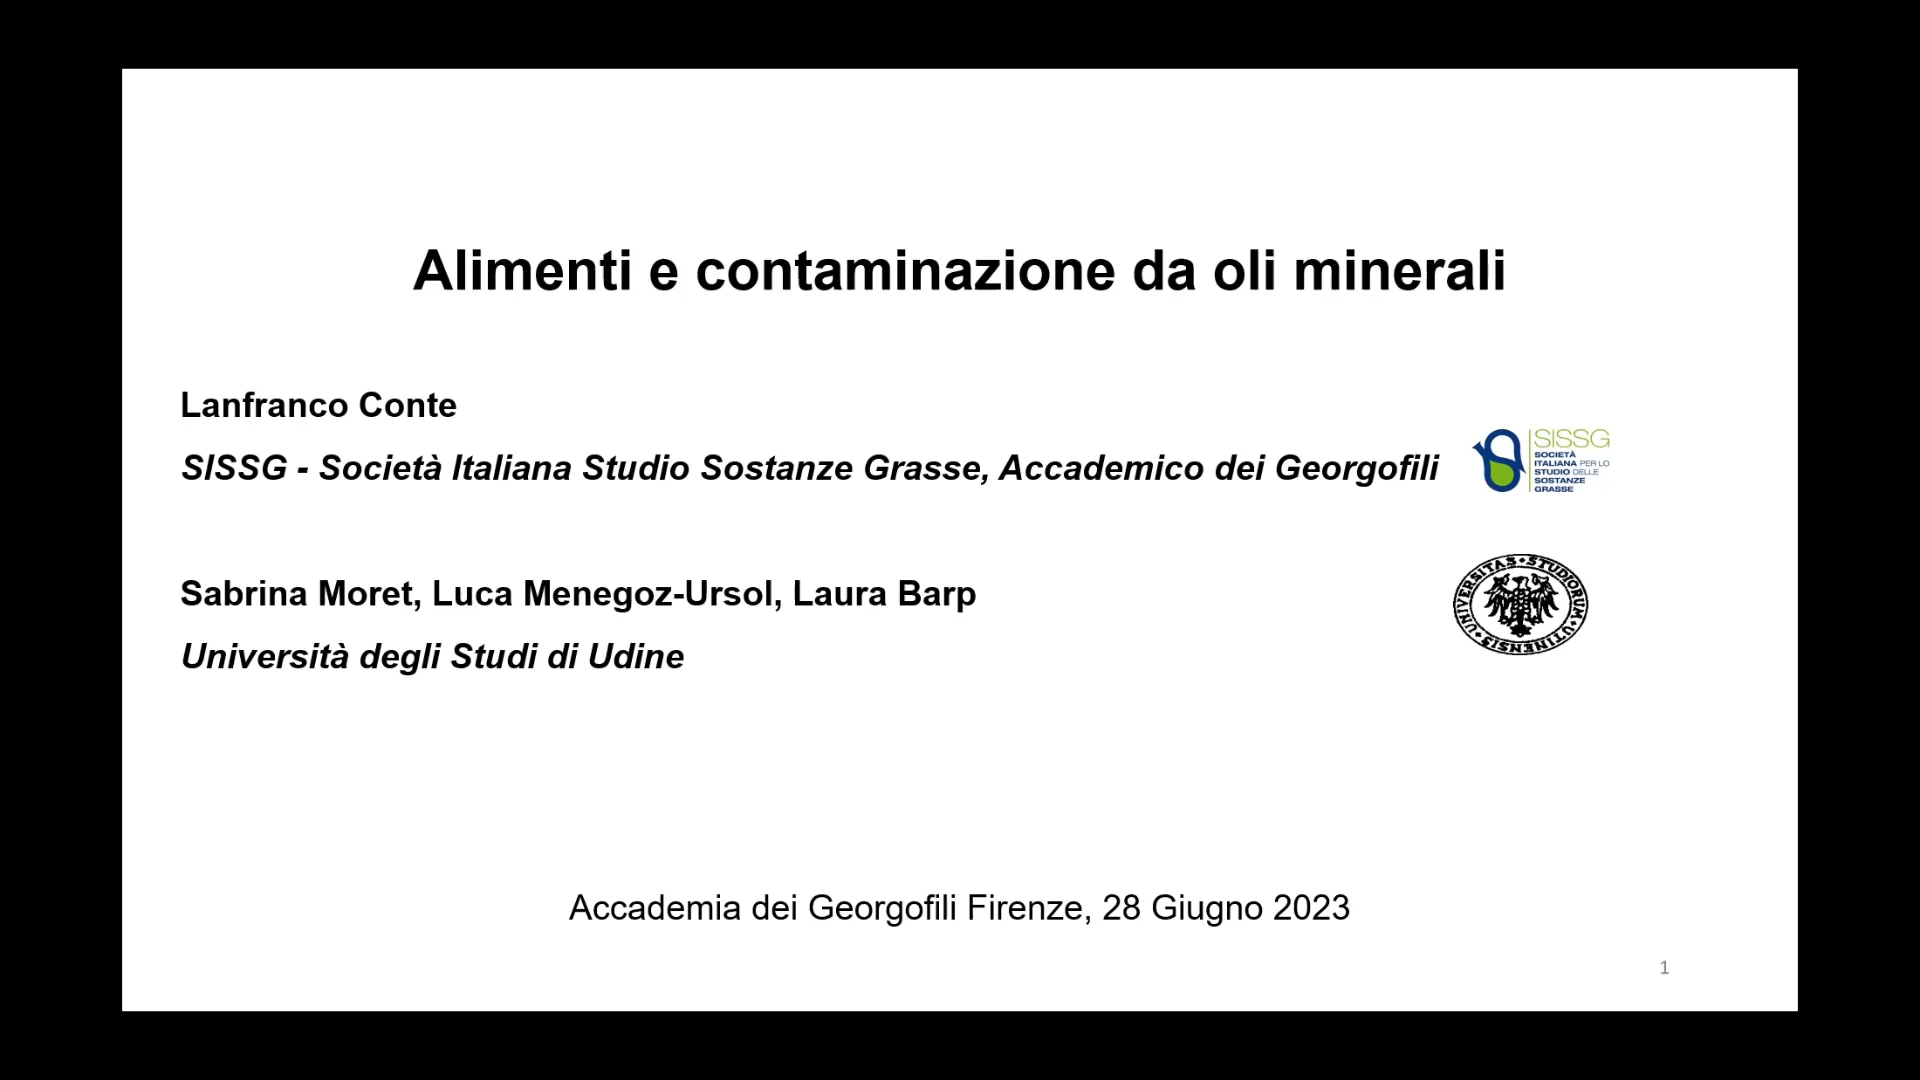 Alimenti e contaminazione da oli minerali
Lanfranco Conte
SISSG - Società Italiana Studio Sostanze Grasse, Accademico dei Georgofili
SISSG
SOCIETÀ
ITALIANA PER LO
STUDIO DELLE
SOSTANZE
GRASSE
Sabrina Moret, Luca Menegoz-Ursol, Laura Barp
Università degli Studi di Udine
UNIVERSITAS STUDIORUM UTINENSIS
Accademia dei Georgofili Firenze, 28 Giugno 2023
1